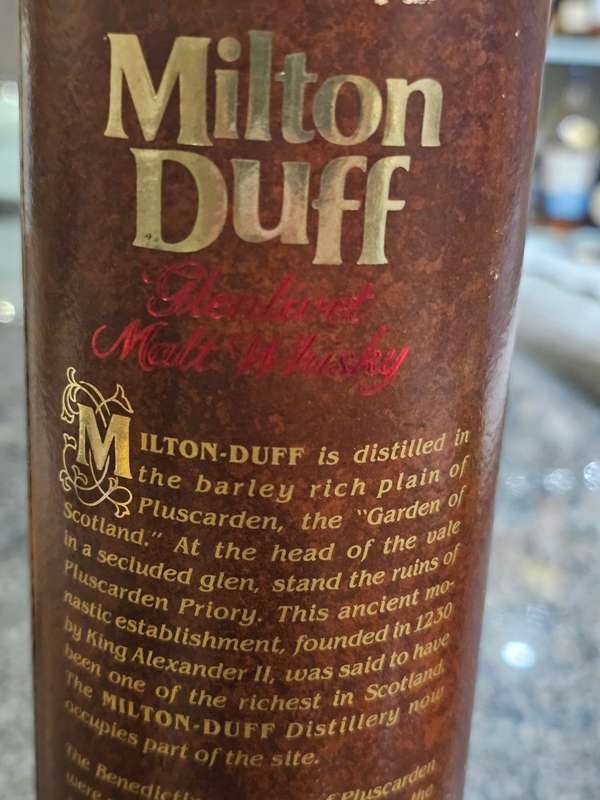 Milton
Duff
Glenlivet
Malt Whisky
MILTON-DUFF is distilled in
the barley rich plain of
Pluscarden, the "Garden of
Scotland." At the head of the vale
in a secluded glen, stand the ruins of
Pluscarden Priory. This ancient mo-
nastic establishment, founded in 1230
by King Alexander II, was said to have
been one of the richest in Scotland.
The MILTON-DUFF Distillery now
occupies part of the site.
The of Pluscarden
were the